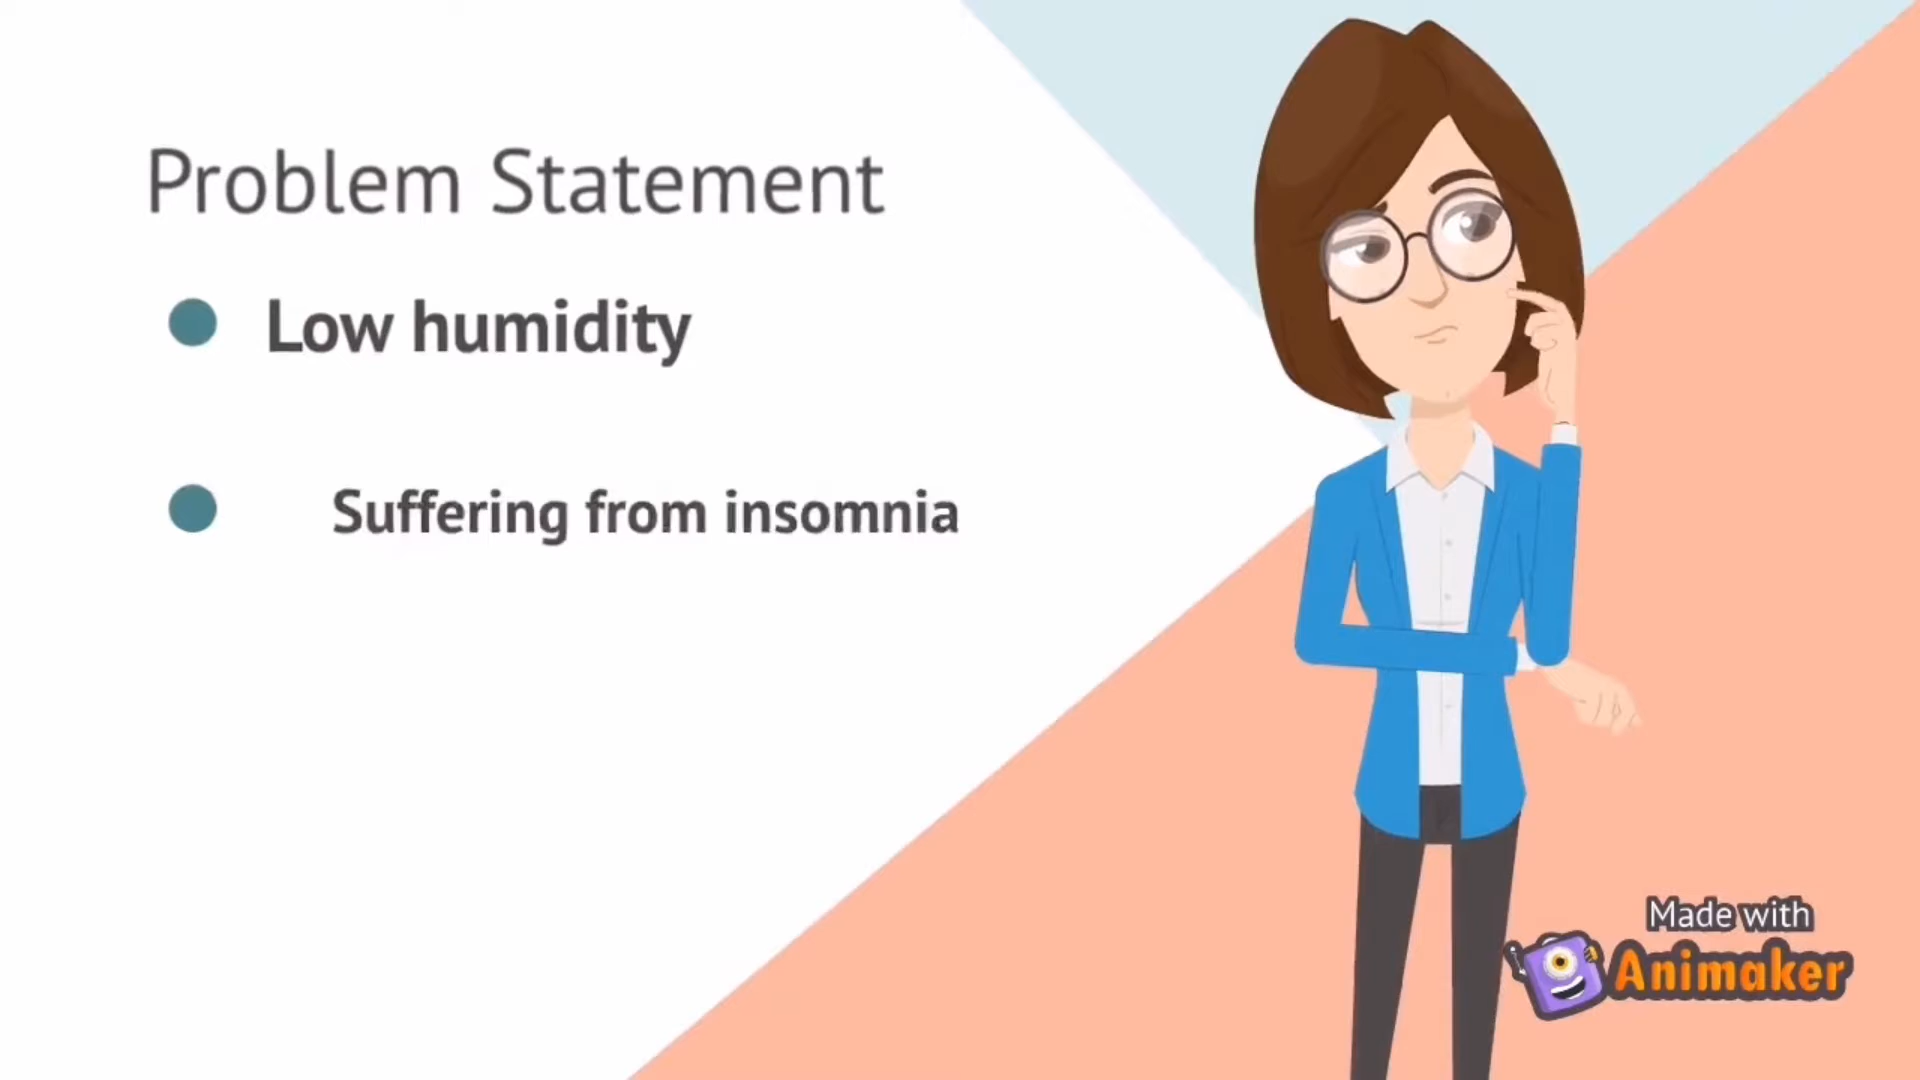 Problem Statement
Low humidity
Suffering from insomnia
Made with
Animaker